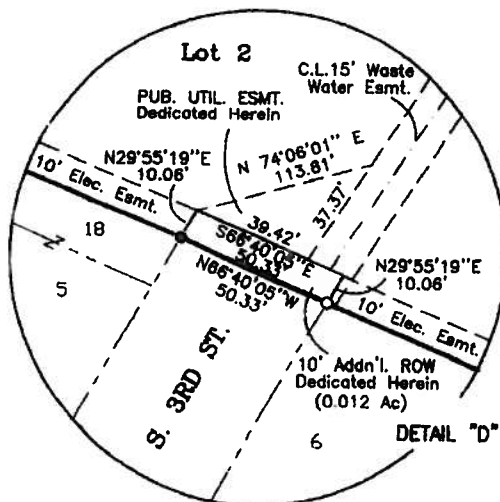 Lot 2
C.L.15' Waste
Water Esmt.
PUB. UTIL. ESMT.
Dedicated Herein
N29°55'19"E
10.06'
N 74°06'01" E
113.81'
37.37'
10' Elec. Esmt.
39.42'
S66°40'05"E
50.33'
N66°40'05"W
50.33'
N29°55'19"E
10.06'
10' Elec. Esmt.
18
N
5
S. 3RD ST.
10' Addn'l. ROW
Dedicated Herein
(0.012 Ac)
6
DETAIL "D"